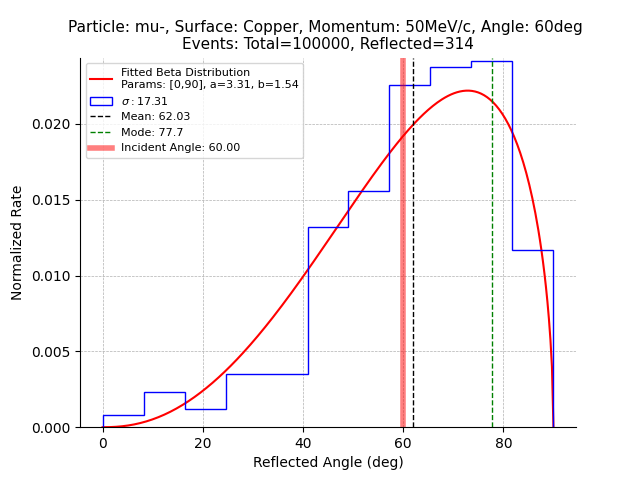 Particle: mu-, Surface: Copper, Momentum: 50MeV/c, Angle: 60deg
Events: Total=100000, Reflected=314
Fitted Beta Distribution
Params: [0,90], a=3.31, b=1.54
σ: 17.31
Mean: 62.03
Mode: 77.7
Incident Angle: 60.00
Normalized Rate
0.020
0.015
0.010
0.005
0.000
0 20 40 60 80
Reflected Angle (deg)